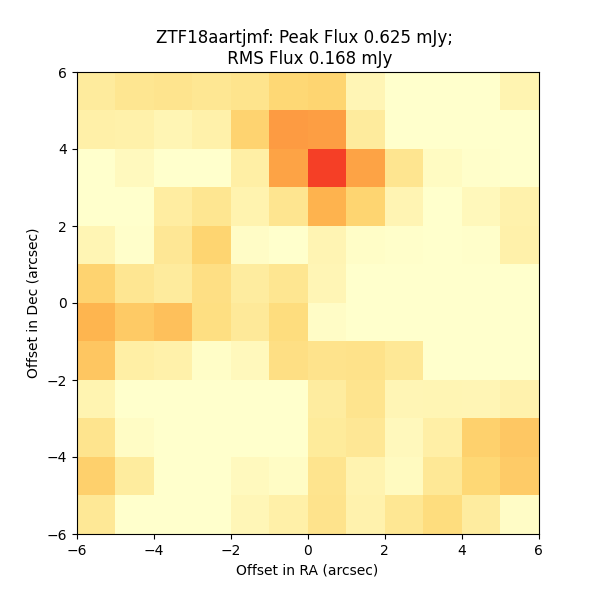 ZTF18aartjmf: Peak Flux 0.625 mJy;
RMS Flux 0.168 mJy
6
4
2
0
−2
−4
−6
Offset in Dec (arcsec)
−6 −4 −2 0 2 4 6
Offset in RA (arcsec)